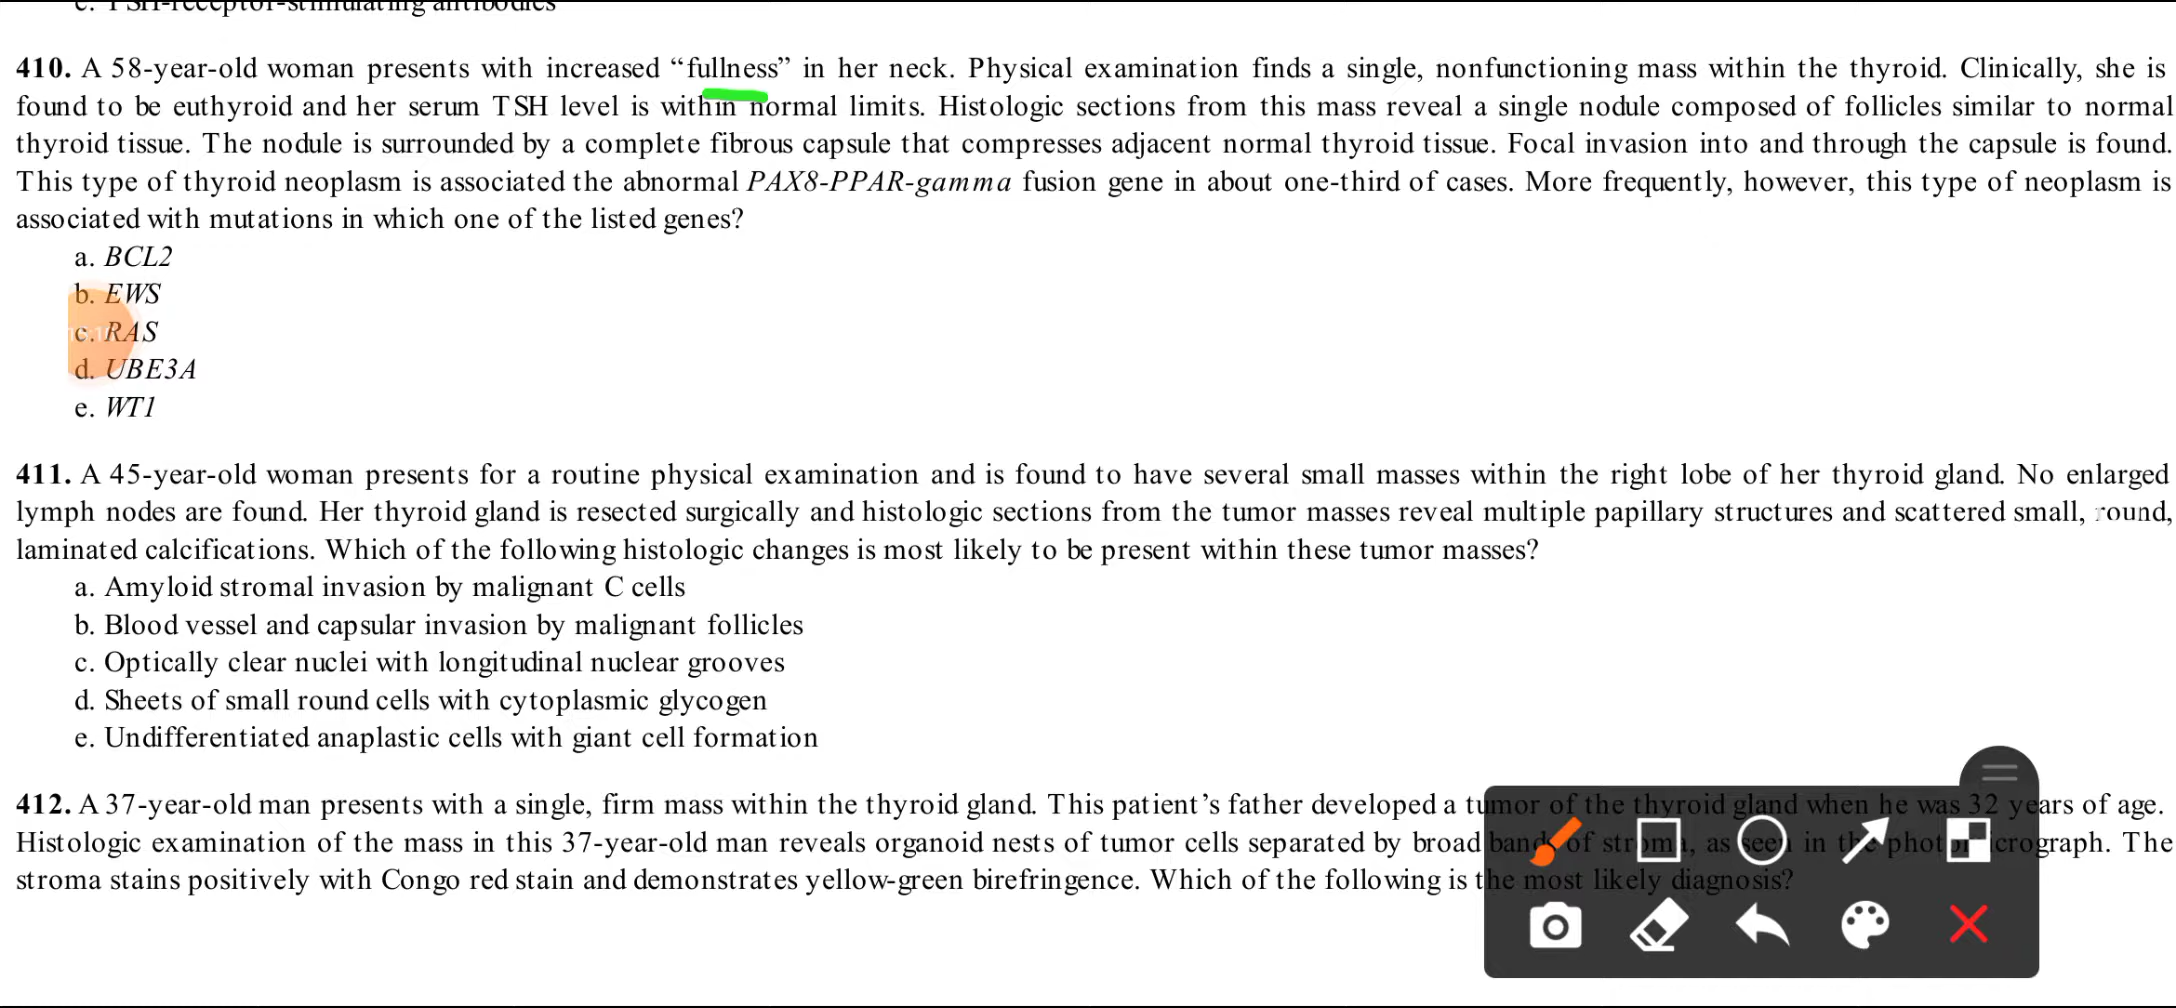 c. TSH-receptor-stimulating antibodies
410. A 58-year-old woman presents with increased “fullness” in her neck. Physical examination finds a single, nonfunctioning mass within the thyroid. Clinically, she is
found to be euthyroid and her serum TSH level is within normal limits. Histologic sections from this mass reveal a single nodule composed of follicles similar to normal
thyroid tissue. The nodule is surrounded by a complete fibrous capsule that compresses adjacent normal thyroid tissue. Focal invasion into and through the capsule is found.
This type of thyroid neoplasm is associated the abnormal PAX8-PPAR-gamma fusion gene in about one-third of cases. More frequently, however, this type of neoplasm is
associated with mutations in which one of the listed genes?
a. BCL2
b. EWS
c. RAS
d. UBE3A
e. WT1
411. A 45-year-old woman presents for a routine physical examination and is found to have several small masses within the right lobe of her thyroid gland. No enlarged
lymph nodes are found. Her thyroid gland is resected surgically and histologic sections from the tumor masses reveal multiple papillary structures and scattered small, round,
laminated calcifications. Which of the following histologic changes is most likely to be present within these tumor masses?
a. Amyloid stromal invasion by malignant C cells
b. Blood vessel and capsular invasion by malignant follicles
c. Optically clear nuclei with longitudinal nuclear grooves
d. Sheets of small round cells with cytoplasmic glycogen
e. Undifferentiated anaplastic cells with giant cell formation
412. A 37-year-old man presents with a single, firm mass within the thyroid gland. This patient’s father developed a tumor of the thyroid gland when he was 32 years of age.
Histologic examination of the mass in this 37-year-old man reveals organoid nests of tumor cells separated by broad bands of stroma, as seen in the photomicrograph. The
stroma stains positively with Congo red stain and demonstrates yellow-green birefringence. Which of the following is the most likely diagnosis?